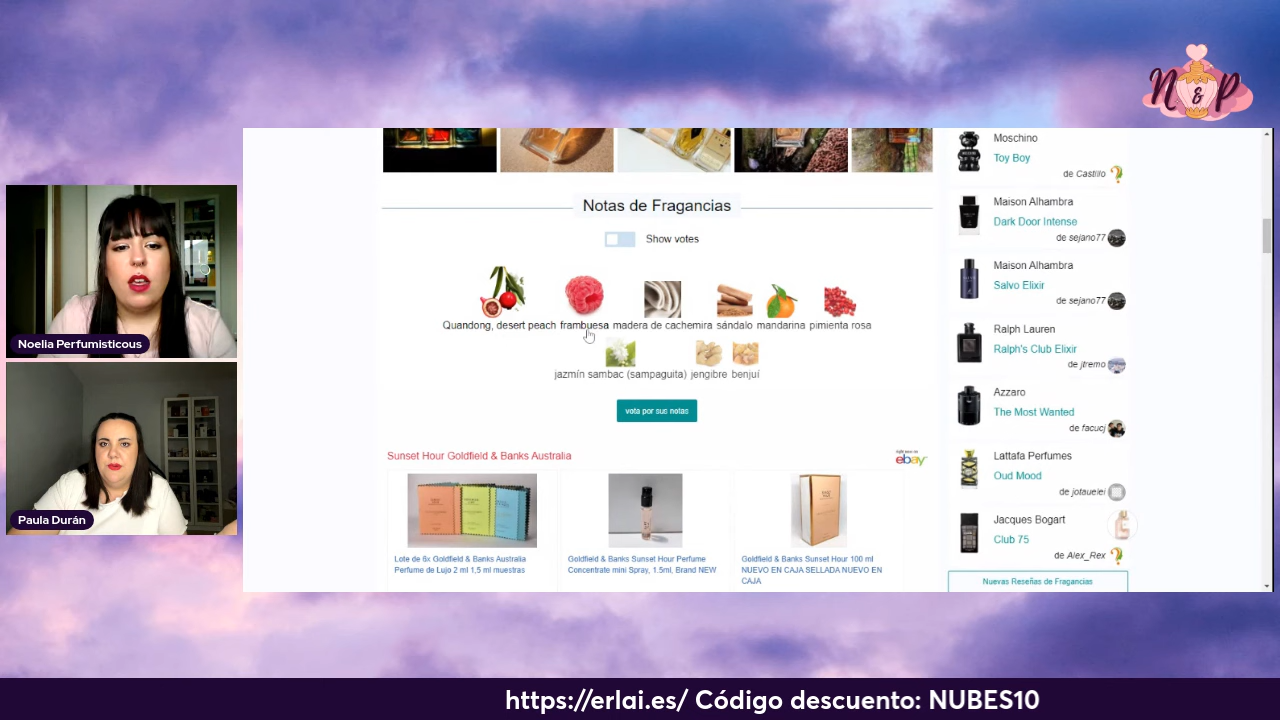 N & P
Noelia Perfumisticous
Paula Durán
Notas de Fragancias
Show votes
Quandong, desert peach frambuesa madera de cachemira sándalo mandarina pimienta rosa
jazmín sambac (sampaguita) jengibre benjuí
vota por sus notas
Sunset Hour Goldfield & Banks Australia
ebay
Lote de 6x Goldfield & Banks Australia
Perfume de Lujo 2 ml 1,5 ml muestras
Goldfield & Banks Sunset Hour Perfume
Concentrate mini Spray, 1.5ml, Brand NEW
Goldfield & Banks Sunset Hour 100 ml
NUEVO EN CAJA SELLADA NUEVO EN
CAJA
Moschino
Toy Boy
de Castillo
Maison Alhambra
Dark Door Intense
de sejano77
Maison Alhambra
Salvo Elixir
de sejano77
Ralph Lauren
Ralph's Club Elixir
de jtremo
Azzaro
The Most Wanted
de facucj
Lattafa Perfumes
Oud Mood
de jotauelei
Jacques Bogart
Club 75
de Alex_Rex
Nuevas Reseñas de Fragancias
https://erlai.es/ Código descuento: NUBES10